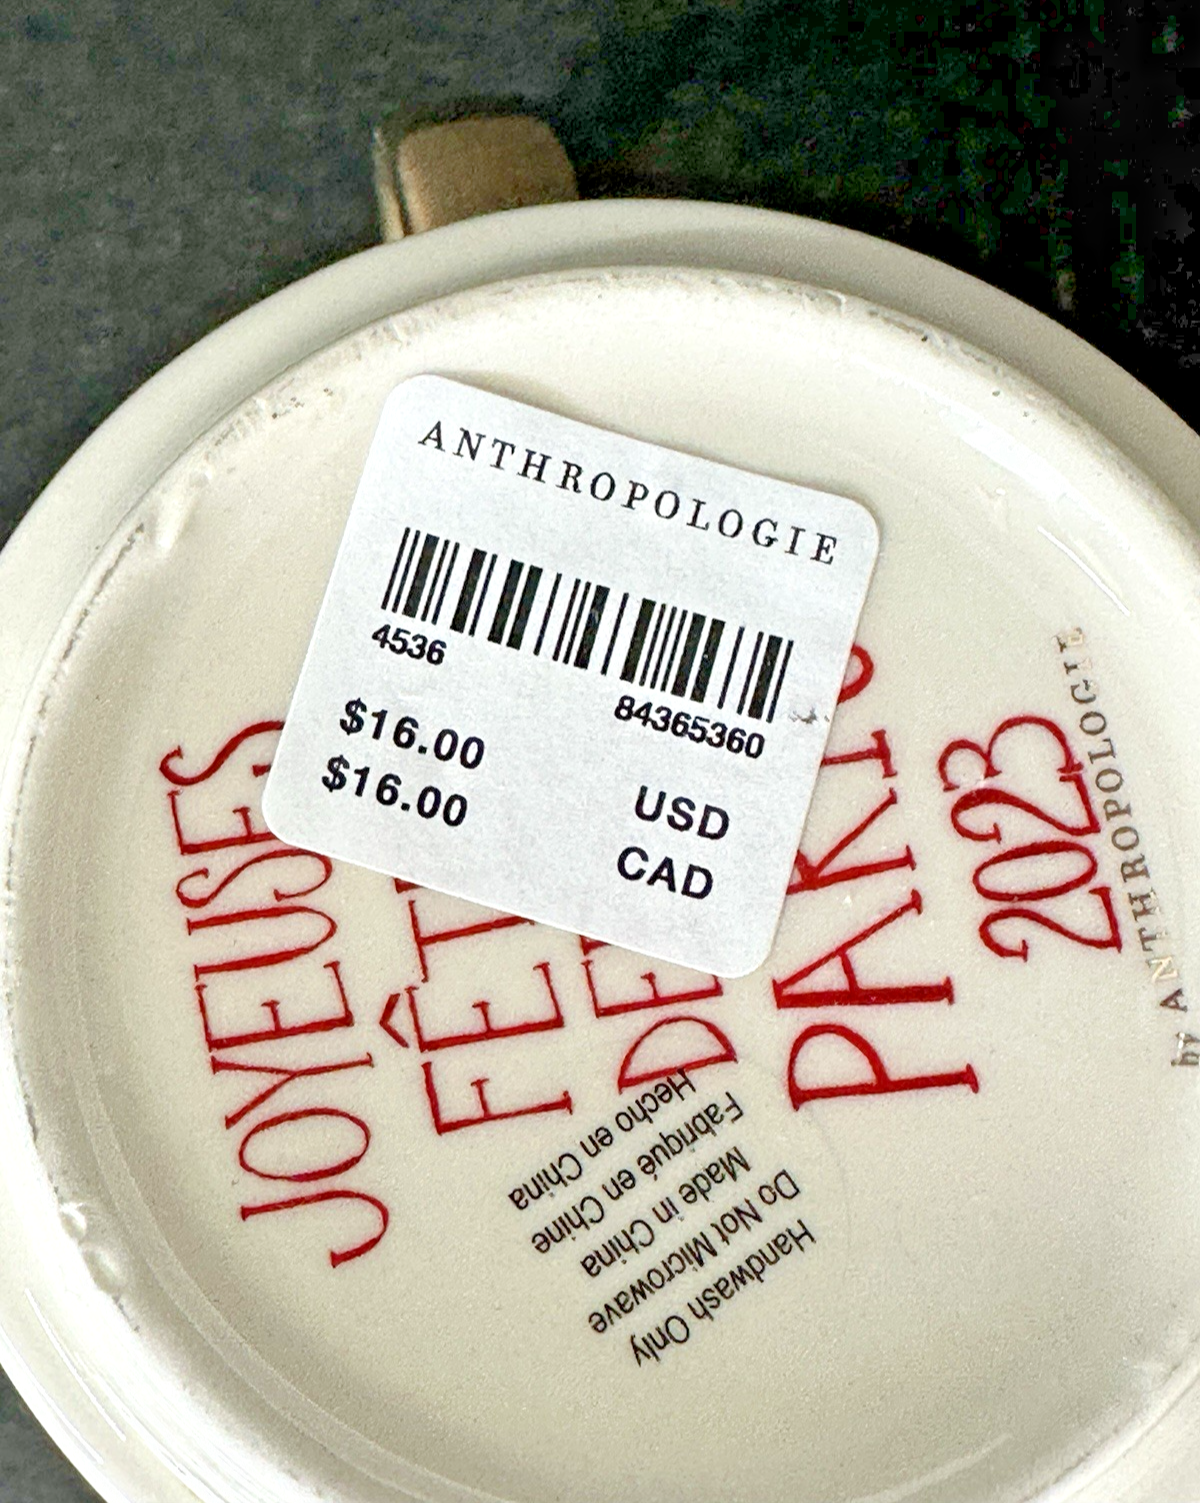 ANTHROPOLOGIE
4536
84365360
$16.00 USD
$16.00 CAD
JOYEUSES
FÊT
DE
PARIS
2023
by ANTHROPOLOGIE
Handwash Only
Do Not Microwave
Made in China
Fabriqué en Chine
Hecho en China